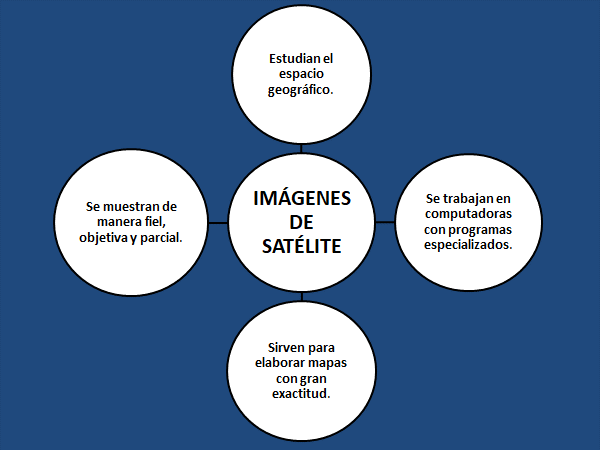 Estudian el
espacio
geográfico.
Se muestran de
manera fiel,
objetiva y parcial.
IMÁGENES
DE
SATÉLITE
Se trabajan en
computadoras
con programas
especializados.
Sirven para
elaborar mapas
con gran
exactitud.